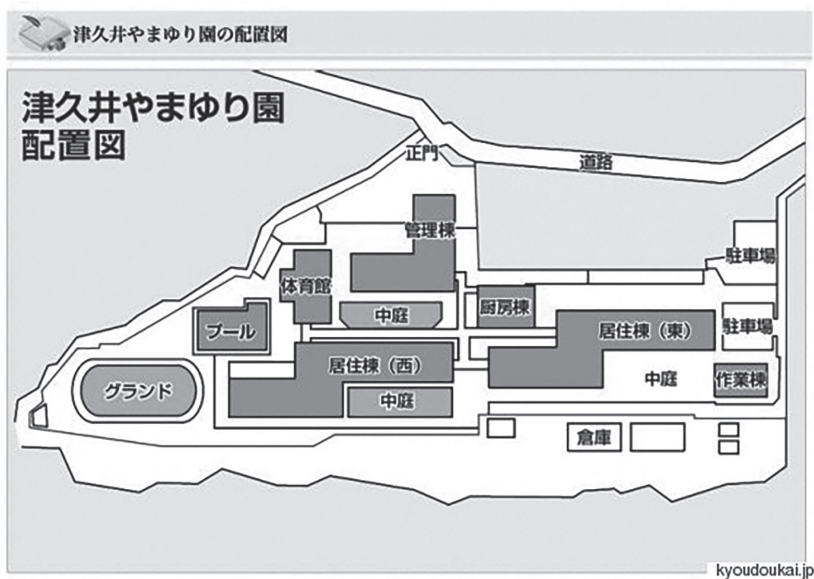 津久井やまゆり園の配置図
津久井やまゆり園
配置図
正門
道路
管理棟
駐車場
体育館
厨房棟
中庭
プール
居住棟（東）
駐車場
居住棟（西）
グランド
中庭
中庭
作業棟
倉庫
kyoudoukai.jp